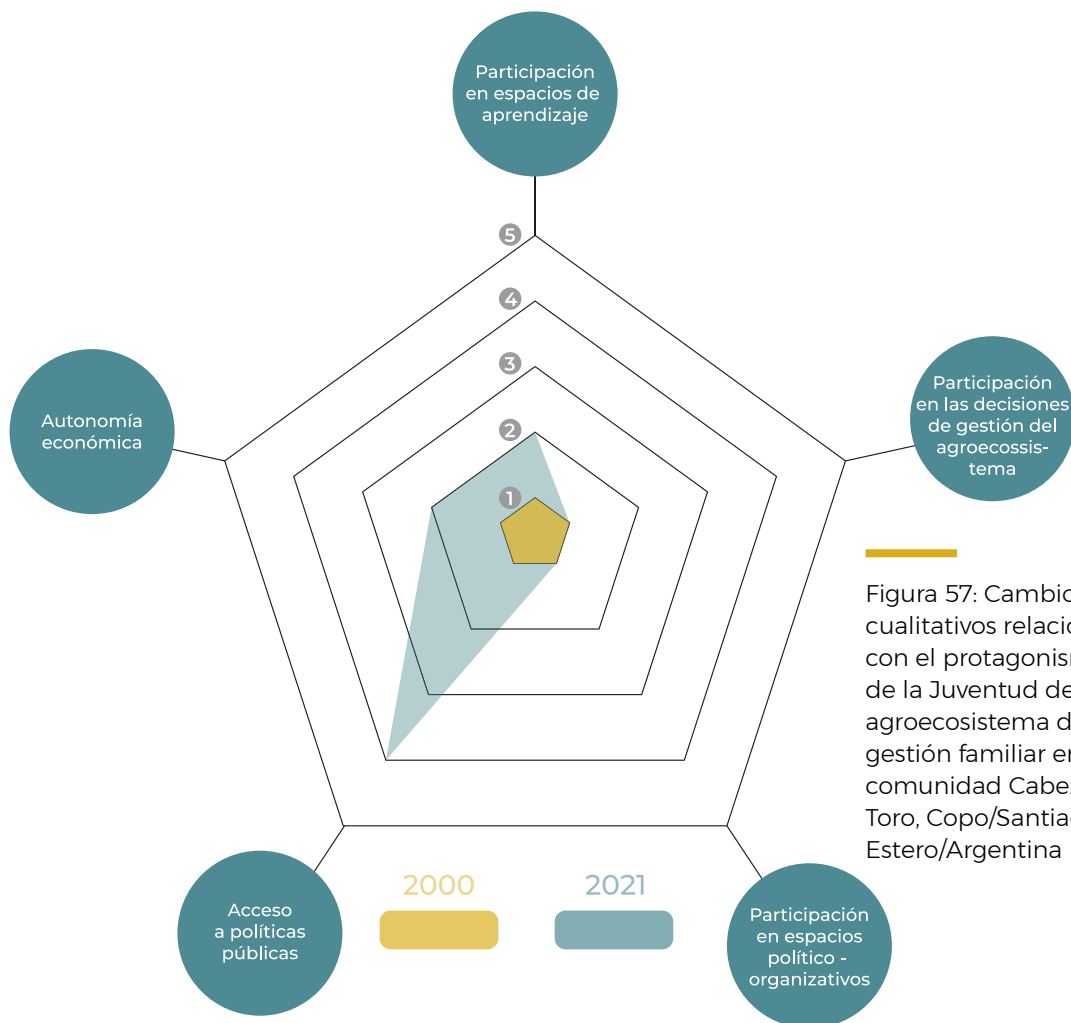 Participación
en espacios de
aprendizaje
5
4
3
2
1
Autonomía
económica
Participación
en las decisiones
de gestión del
agroecossis-
tema
Figura 57: Cambio
cualitativos relacio
con el protagonism
de la Juventud de
agroecosistema d
gestión familiar en
comunidad Cabez
Toro, Copo/Santia
Estero/Argentina
Acceso
a políticas
públicas
2000
2021
Participación
en espacios
político -
organizativos